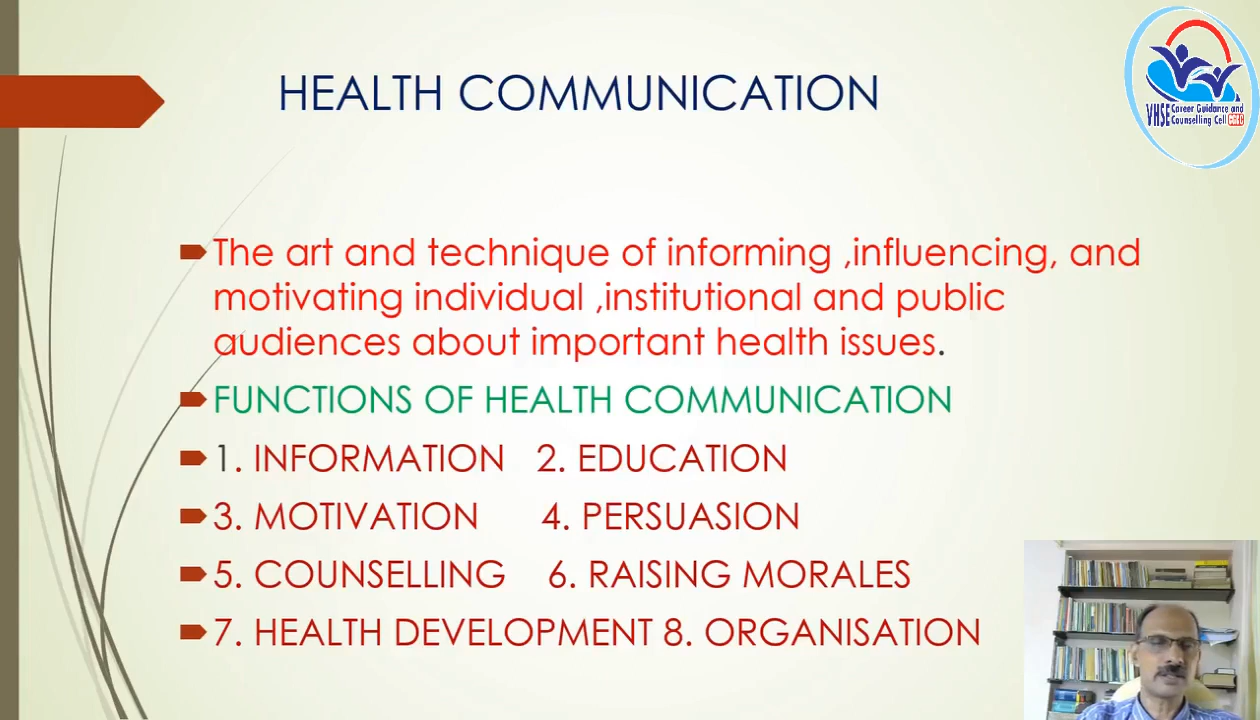 HEALTH COMMUNICATION
VHSE Career Guidance and
Counselling Cell CGCC
The art and technique of informing ,influencing, and
motivating individual ,institutional and public
audiences about important health issues.
FUNCTIONS OF HEALTH COMMUNICATION
1. INFORMATION 2. EDUCATION
3. MOTIVATION 4. PERSUASION
5. COUNSELLING 6. RAISING MORALES
7. HEALTH DEVELOPMENT 8. ORGANISATION